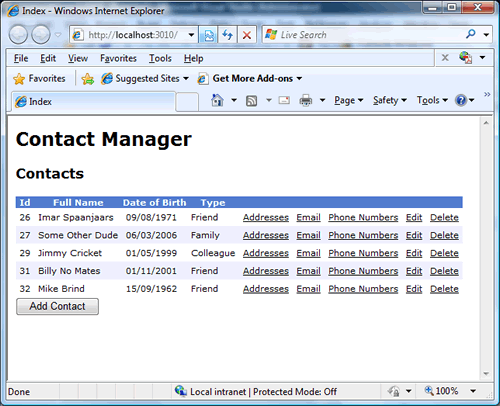 Index - Windows Internet Explorer
http://localhost:3010/
Live Search
File Edit View Favorites Tools Help
Favorites Suggested Sites Get More Add-ons
Index Page Safety Tools
Contact Manager
Contacts
Id Full Name Date of Birth Type
26 Imar Spaanjaars 09/08/1971 Friend Addresses Email Phone Numbers Edit Delete
27 Some Other Dude 06/03/2006 Family Addresses Email Phone Numbers Edit Delete
29 Jimmy Cricket 01/05/1999 Colleague Addresses Email Phone Numbers Edit Delete
31 Billy No Mates 01/11/2001 Friend Addresses Email Phone Numbers Edit Delete
32 Mike Brind 15/09/1962 Friend Addresses Email Phone Numbers Edit Delete
Add Contact
Done Local intranet | Protected Mode: Off 100%